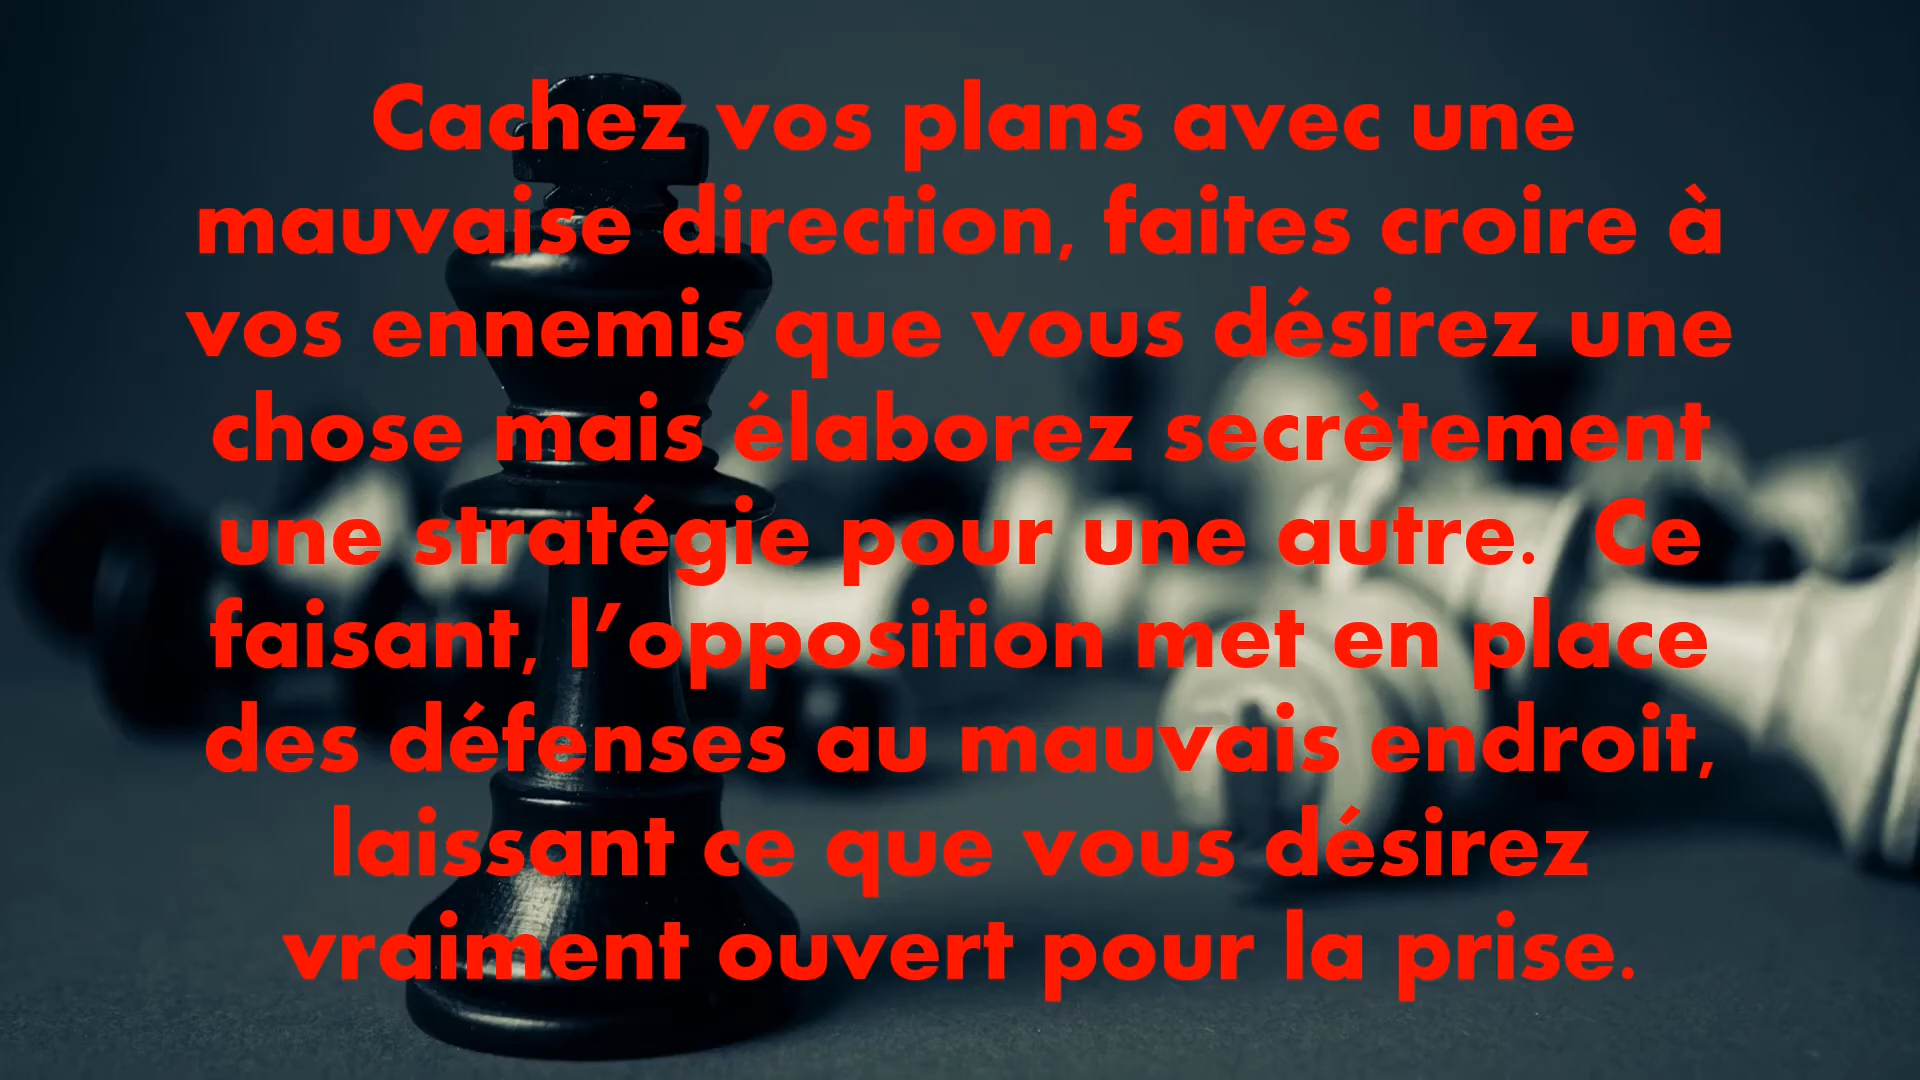 Cachez vos plans avec une
mauvaise direction, faites croire à
vos ennemis que vous désirez une
chose mais élaborez secrètement
une stratégie pour une autre.  Ce
faisant, l’opposition met en place
des défenses au mauvais endroit,
laissant ce que vous désirez
vraiment ouvert pour la prise.